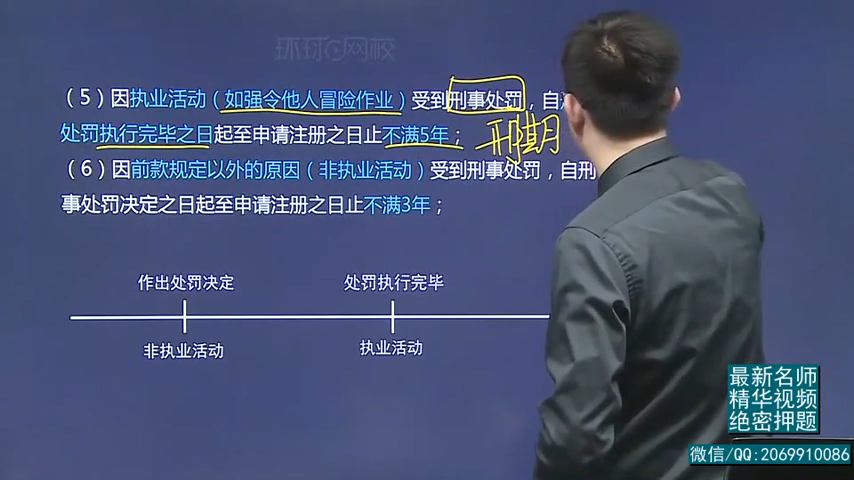 环球网校
（5）因执业活动（如强令他人冒险作业）受到刑事处罚，自
处罚执行完毕之日起至申请注册之日止不满5年；
刑期
（6）因前款规定以外的原因（非执业活动）受到刑事处罚，自刑
事处罚决定之日起至申请注册之日止不满3年；
作出处罚决定
处罚执行完毕
非执业活动
执业活动
最新名师
精华视频
绝密押题
微信/QQ:2069910086